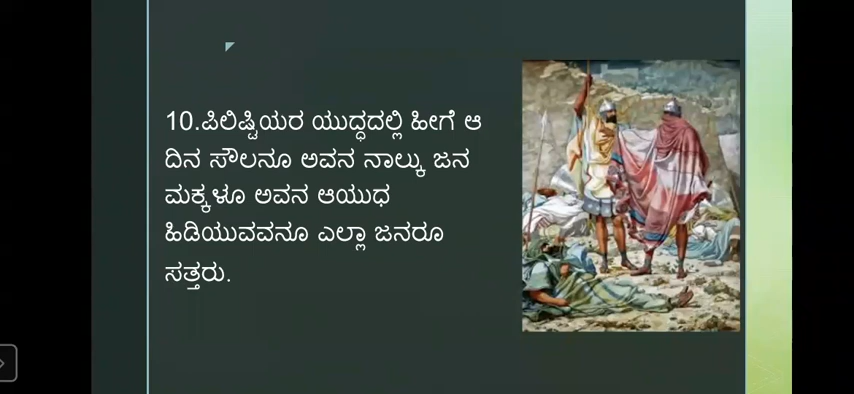 10.ಪಿಲಿಷ್ಟಿಯರ ಯುದ್ಧದಲ್ಲಿ ಹೀಗೆ ಆ
ದಿನ ಸೌಲನೂ ಅವನ ನಾಲ್ಕು ಜನ
ಮಕ್ಕಳೂ ಅವನ ಆಯುಧ
ಹಿಡಿಯುವವನೂ ಎಲ್ಲಾ ಜನರೂ
ಸತ್ತರು.